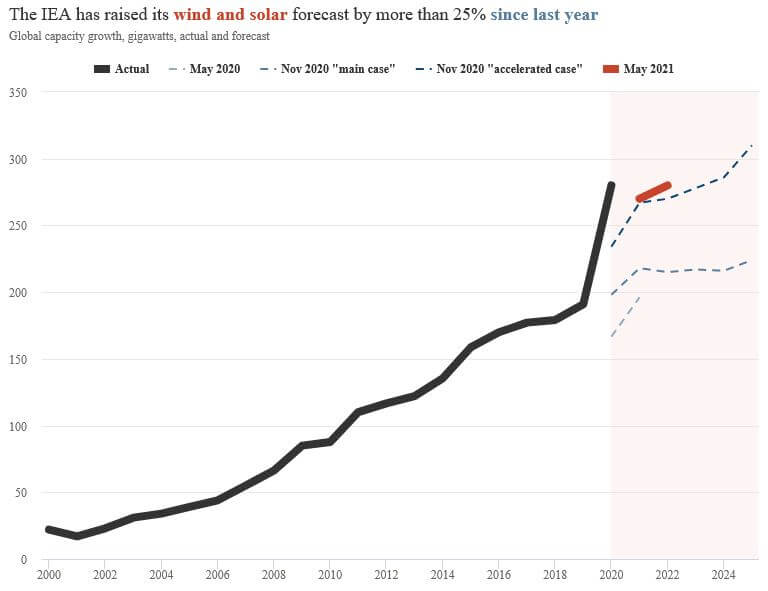 The IEA has raised its wind and solar forecast by more than 25% since last year
Global capacity growth, gigawatts, actual and forecast
Actual May 2020 Nov 2020 "main case" Nov 2020 "accelerated case" May 2021
350
300
250
200
150
100
50
0
2000 2002 2004 2006 2008 2010 2012 2014 2016 2018 2020 2022 2024